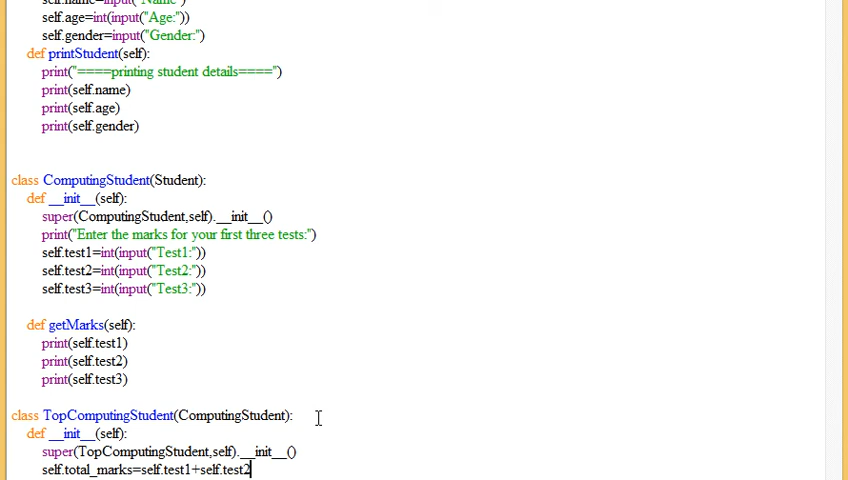 self.name=input("Name")
self.age=int(input("Age:"))
self.gender=input("Gender:")
def printStudent(self):
print("====printing student details====")
print(self.name)
print(self.age)
print(self.gender)
class ComputingStudent(Student):
def __init__(self):
super(ComputingStudent,self).__init__()
print("Enter the marks for your first three tests:")
self.test1=int(input("Test1:"))
self.test2=int(input("Test2:"))
self.test3=int(input("Test3:"))
def getMarks(self):
print(self.test1)
print(self.test2)
print(self.test3)
class TopComputingStudent(ComputingStudent):
def __init__(self):
super(TopComputingStudent,self).__init__()
self.total_marks=self.test1+self.test2